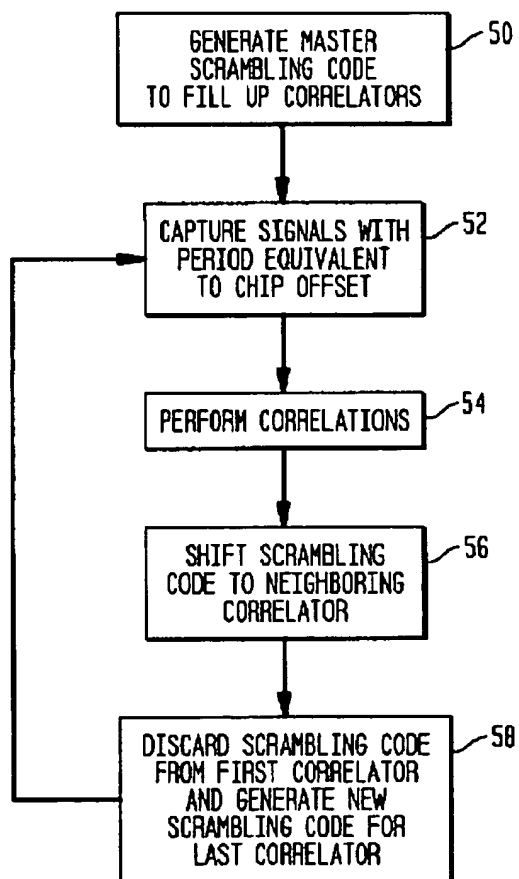 GENERATE MASTER
SCRAMBLING CODE
TO FILL UP CORRELATORS
50
CAPTURE SIGNALS WITH
PERIOD EQUIVALENT
TO CHIP OFFSET
52
PERFORM CORRELATIONS
54
SHIFT SCRAMBLING
CODE TO NEIGHBORING
CORRELATOR
56
DISCARD SCRAMBLING CODE
FROM FIRST CORRELATOR
AND GENERATE NEW
SCRAMBLING CODE FOR
LAST CORRELATOR
58